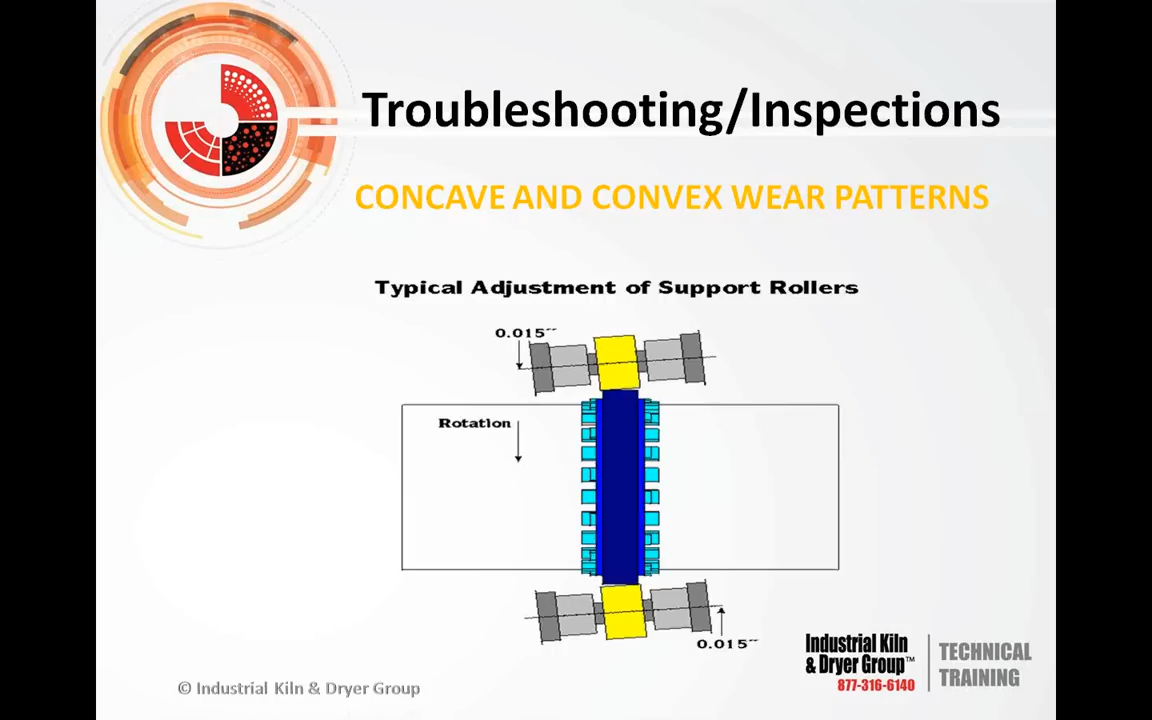 Troubleshooting/Inspections
CONCAVE AND CONVEX WEAR PATTERNS
Typical Adjustment of Support Rollers
0.015"
Rotation
0.015"
Industrial Kiln
& Dryer Group™
877-316-6140
TECHNICAL
TRAINING
© Industrial Kiln & Dryer Group